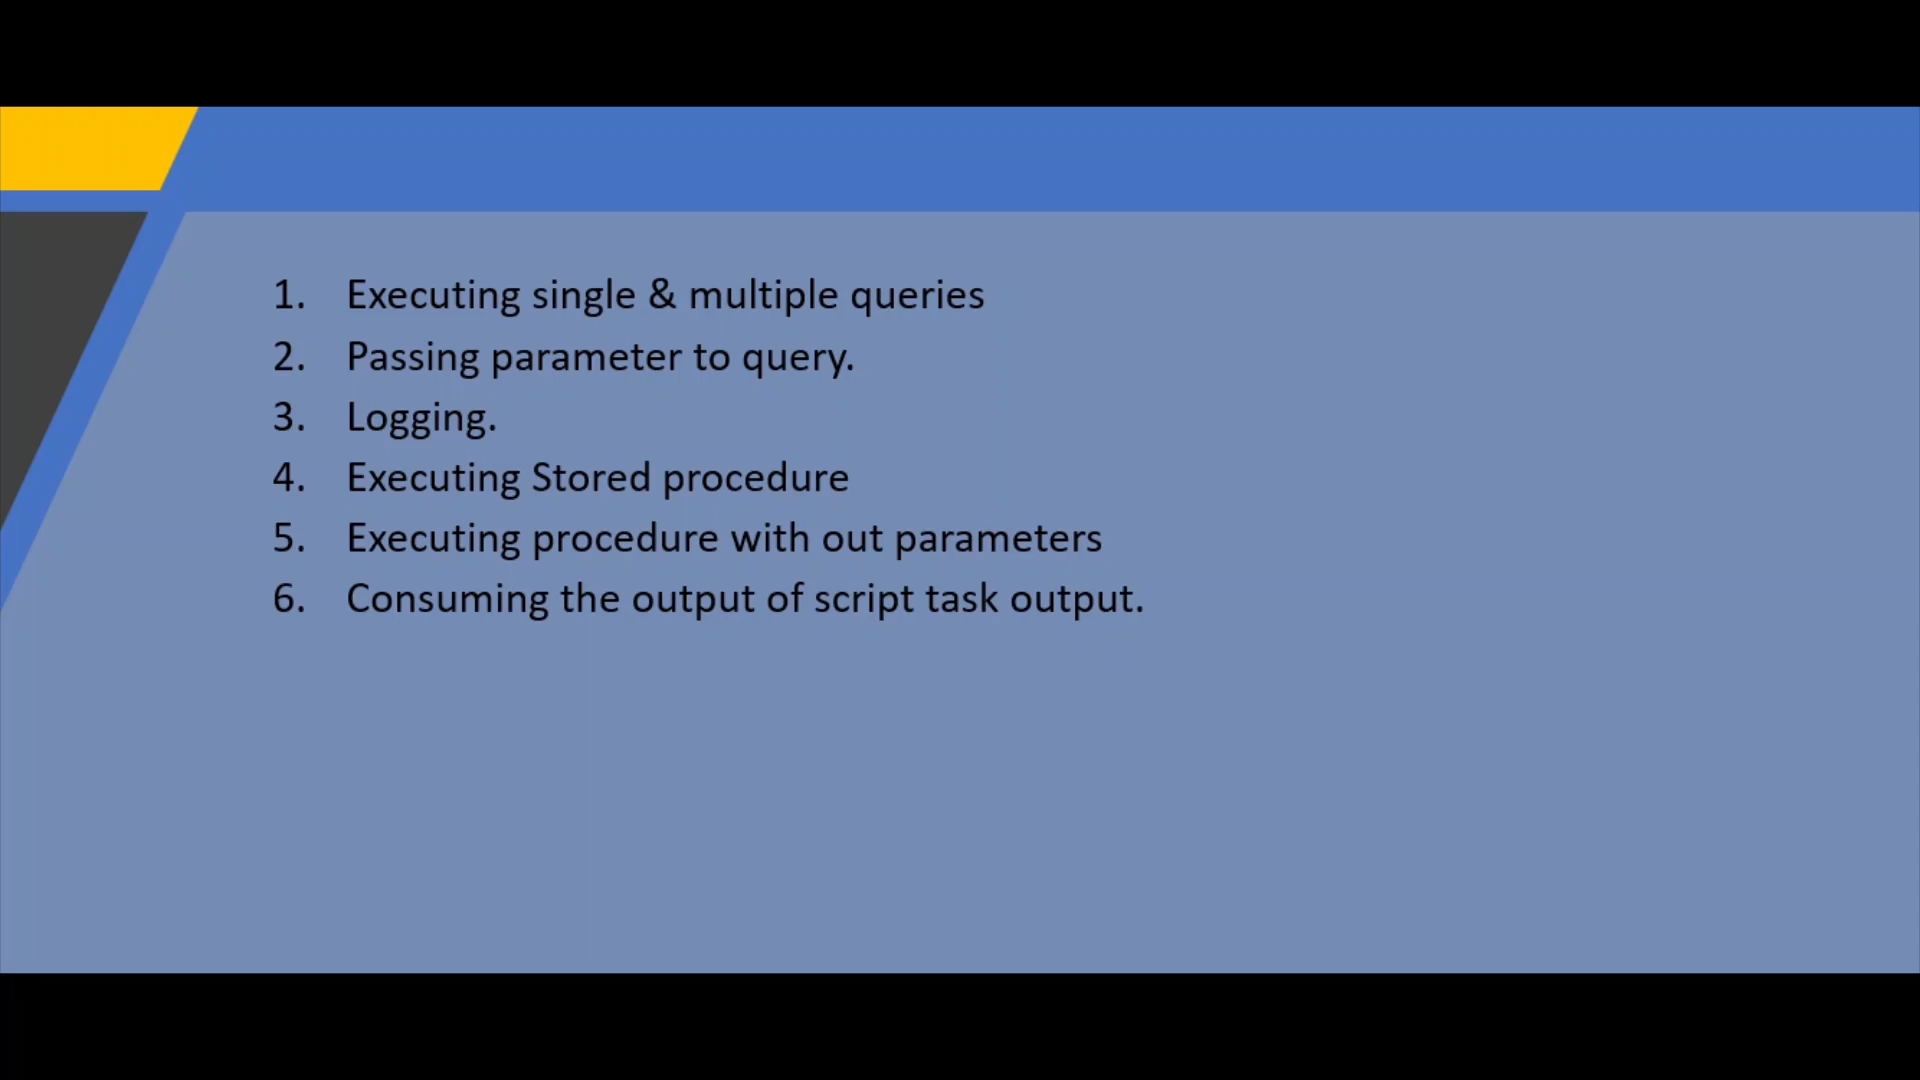 1. Executing single & multiple queries
2. Passing parameter to query.
3. Logging.
4. Executing Stored procedure
5. Executing procedure with out parameters
6. Consuming the output of script task output.